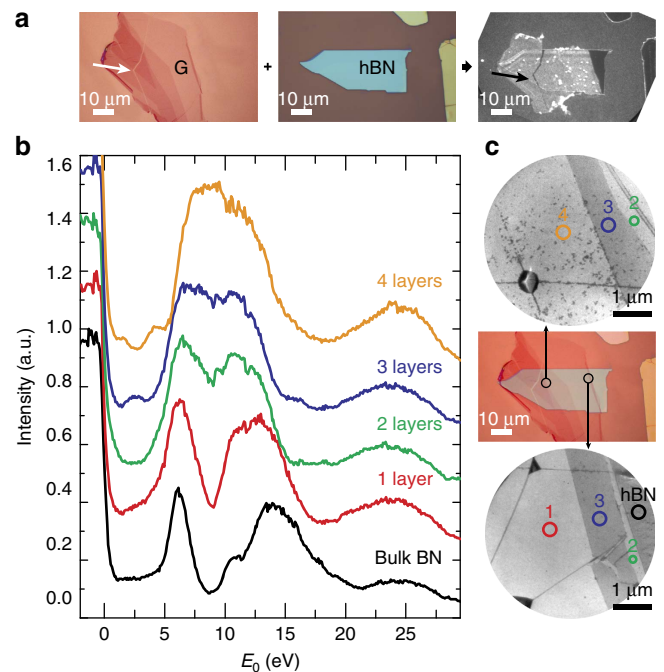 a
G
10 μm
+
hBN
10 μm
10 μm
b
1.6
1.4
1.2
1.0
0.8
0.6
0.4
0.2
0.0
Intensity (a.u.)
4 layers
3 layers
2 layers
1 layer
Bulk BN
0
5
10
15
20
25
E0 (eV)
c
4
3
2
1 μm
10 μm
1
3
hBN
2
1 μm